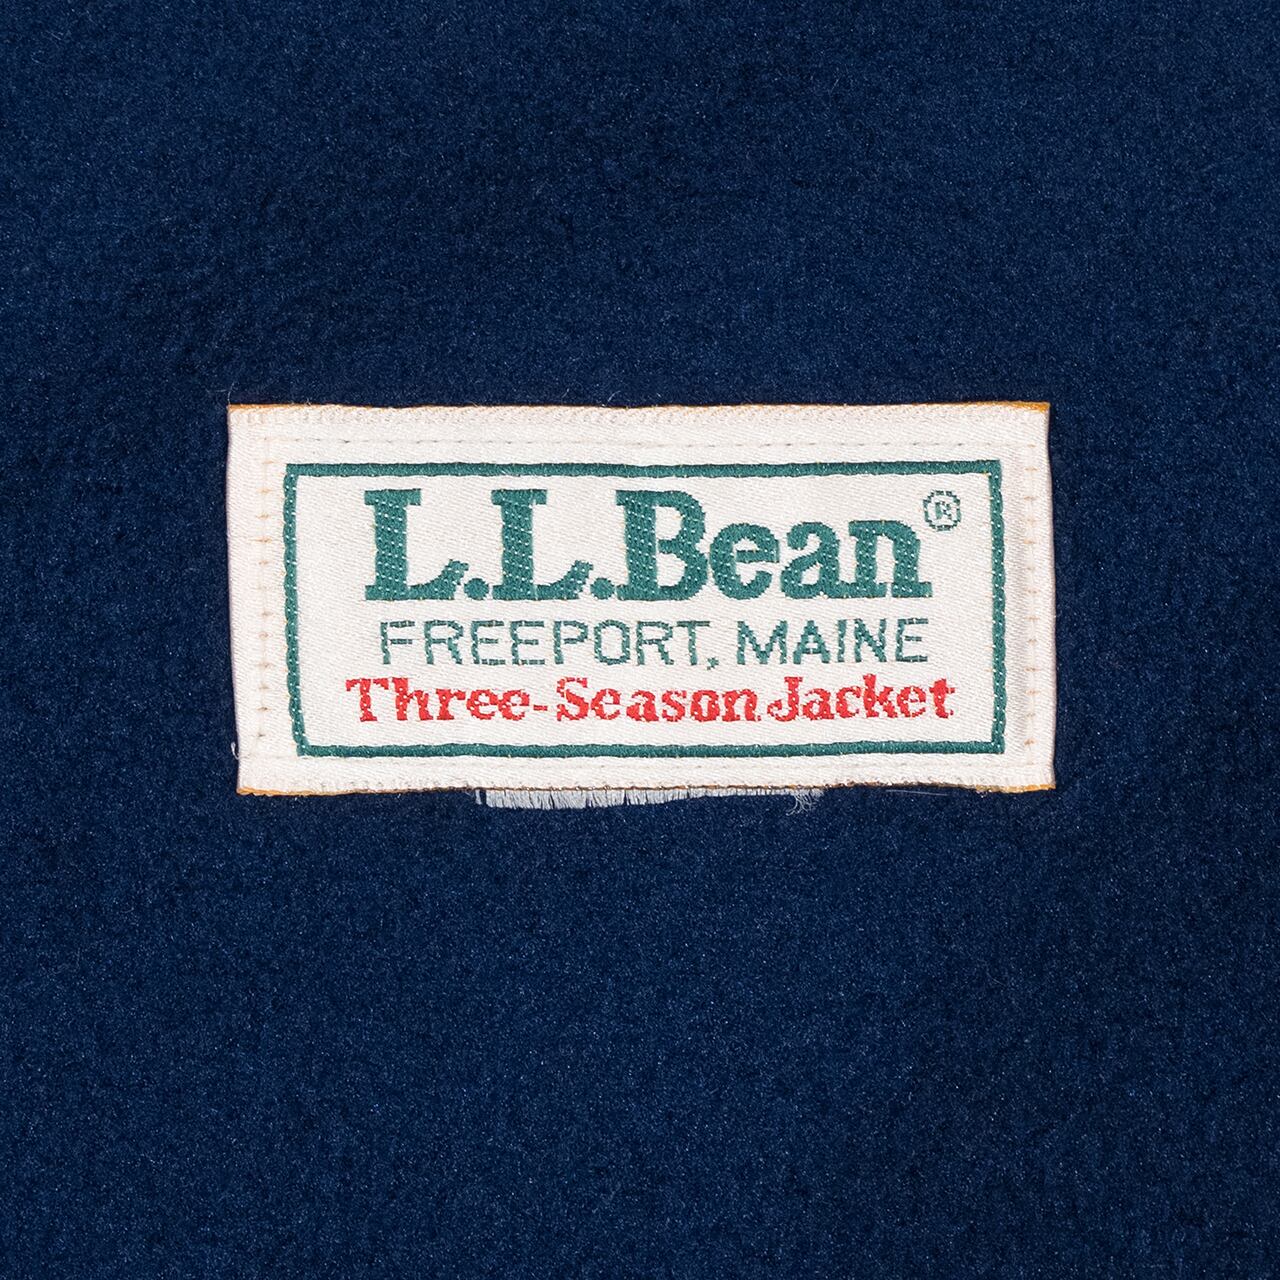 L.L.Bean®
FREEPORT, MAINE
Three-Season Jacket